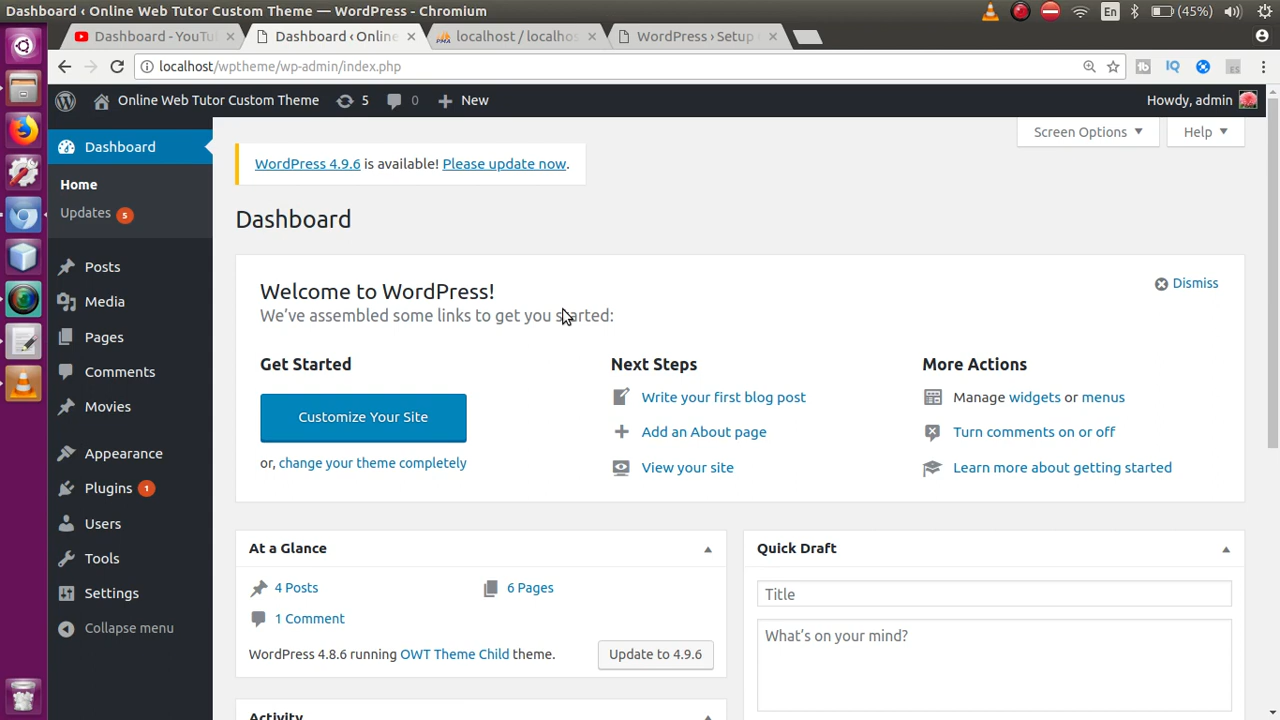 Dashboard ‹ Online Web Tutor Custom Theme — WordPress - Chromium
En
(45%)
Dashboard - YouTu
Dashboard ‹ Online
localhost / localhos
WordPress › Setup
localhost/wptheme/wp-admin/index.php
IQ
ES
Online Web Tutor Custom Theme
5
0
New
Howdy, admin
Dashboard
Screen Options
Help
WordPress 4.9.6 is available! Please update now.
Home
Updates 5
Dashboard
Posts
Media
Pages
Comments
Movies
Appearance
Plugins 1
Users
Tools
Settings
Collapse menu
Welcome to WordPress!
We've assembled some links to get you started:
Dismiss
Get Started
Customize Your Site
or, change your theme completely
Next Steps
Write your first blog post
Add an About page
View your site
More Actions
Manage widgets or menus
Turn comments on or off
Learn more about getting started
At a Glance
4 Posts
6 Pages
1 Comment
WordPress 4.8.6 running OWT Theme Child theme.
Update to 4.9.6
Activity
Quick Draft
Title
What's on your mind?